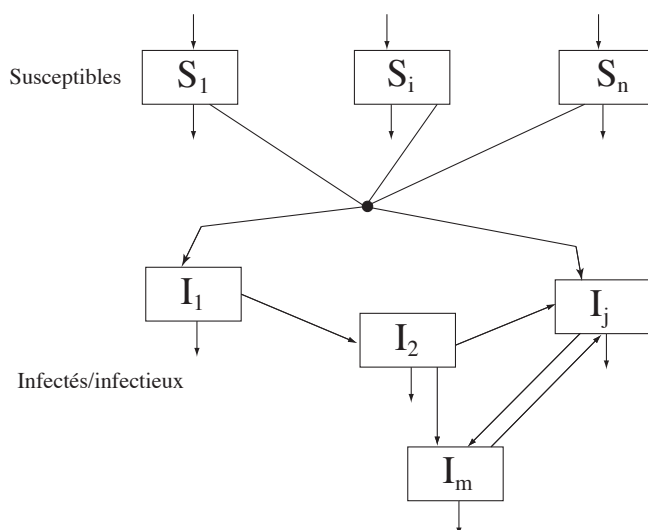 Susceptibles
S1
Si
Sn
I1
I2
Ij
Infectés/infectieux
Im